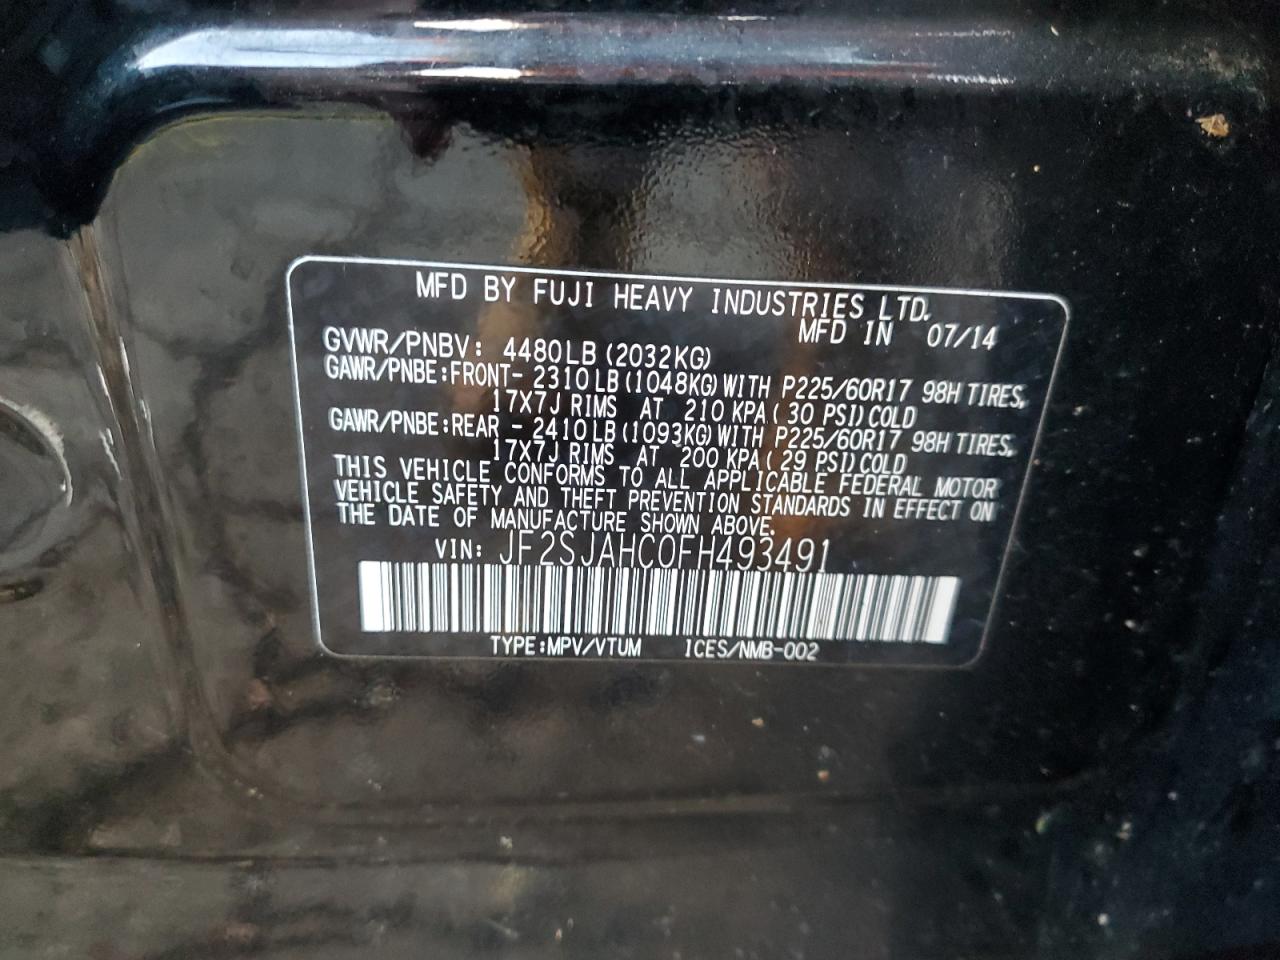 MFD BY FUJI HEAVY INDUSTRIES LTD.
MFD IN 07/14
GVWR/PNBV: 4480LB (2032KG)
GAWR/PNBE:FRONT- 2310LB (1048KG) WITH P225/60R17 98H TIRES,
17X7J RIMS AT 210 KPA ( 30 PSI) COLD
GAWR/PNBE:REAR - 2410LB (1093KG) WITH P225/60R17 98H TIRES,
17X7J RIMS AT 200 KPA ( 29 PSI) COLD
THIS VEHICLE CONFORMS TO ALL APPLICABLE FEDERAL MOTOR
VEHICLE SAFETY AND THEFT PREVENTION STANDARDS IN EFFECT ON
THE DATE OF MANUFACTURE SHOWN ABOVE.
VIN: JF2SJAHC0FH493491
TYPE:MPV/VTUM ICES/NMB-002